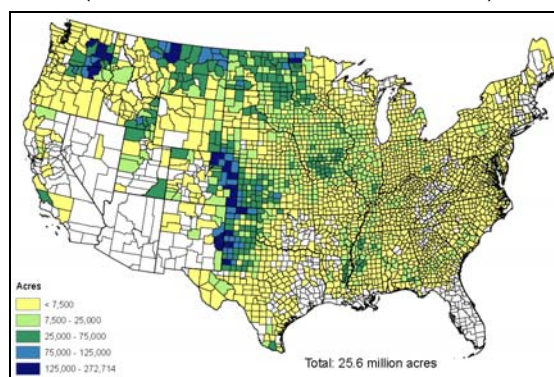 Acres
< 7,500
7,500 - 25,000
25,000 - 75,000
75,000 - 125,000
125,000 - 272,714
Total: 25.6 million acres